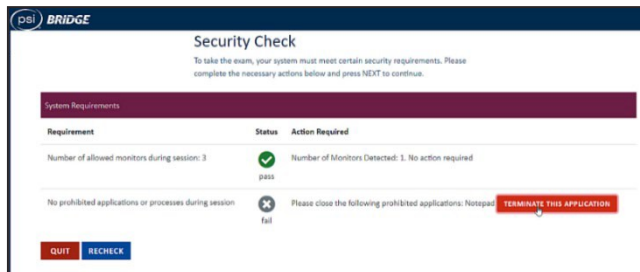 psi BRIDGE
Security Check
To take the exam, your system must meet certain security requirements. Please
complete the necessary actions below and press NEXT to continue.
System Requirements
Requirement Status Action Required
Number of allowed monitors during session: 3 pass Number of Monitors Detected: 1. No action required
No prohibited applications or processes during session fail Please close the following prohibited applications: Notepad TERMINATE THIS APPLICATION
QUIT RECHECK